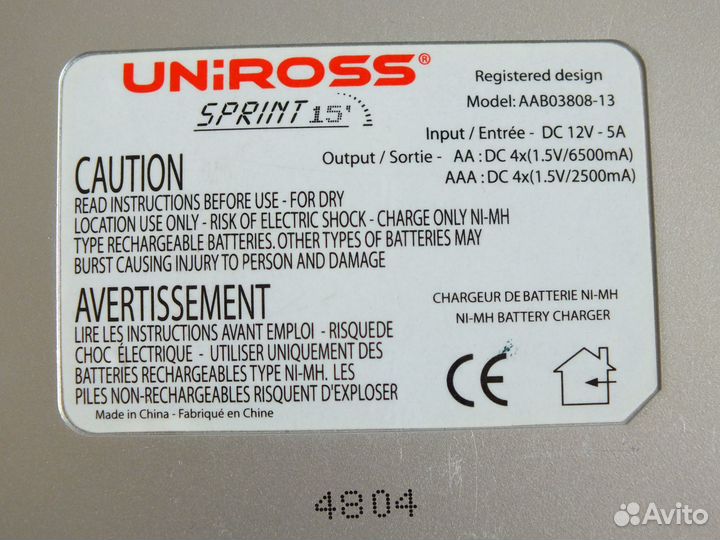 UNiROSS®
SPRINT 15'
Registered design
Model: AAB03808-13
Input / Entrée - DC 12V - 5A
Output / Sortie - AA : DC 4x(1.5V/6500mA)
AAA : DC 4x(1.5V/2500mA)
CAUTION
READ INSTRUCTIONS BEFORE USE - FOR DRY
LOCATION USE ONLY - RISK OF ELECTRIC SHOCK - CHARGE ONLY NI-MH
TYPE RECHARGEABLE BATTERIES. OTHER TYPES OF BATTERIES MAY
BURST CAUSING INJURY TO PERSON AND DAMAGE
AVERTISSEMENT
LIRE LES INSTRUCTIONS AVANT EMPLOI - RISQUEDE
CHOC ÉLECTRIQUE - UTILISER UNIQUEMENT DES
BATTERIES RECHARGEABLES TYPE NI-MH. LES
PILES NON-RECHARGEABLES RISQUENT D'EXPLOSER
Made in China - Fabriqué en Chine
CHARGEUR DE BATTERIE NI-MH
NI-MH BATTERY CHARGER
CE
4804
Avito